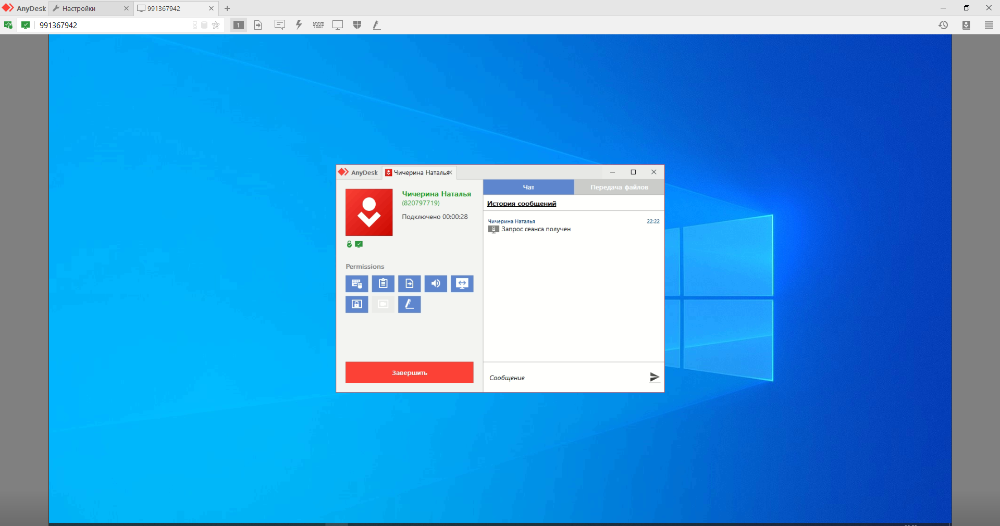 AnyDesk
Настройки
991367942
991367942
1
AnyDesk
Чичерина Наталья
Чичерина Наталья
(820797719)
Подключено 00:00:28
Permissions
Завершить
Чат
Передача файлов
История сообщений
Чичерина Наталья
22:22
Запрос сеанса получен
Сообщение